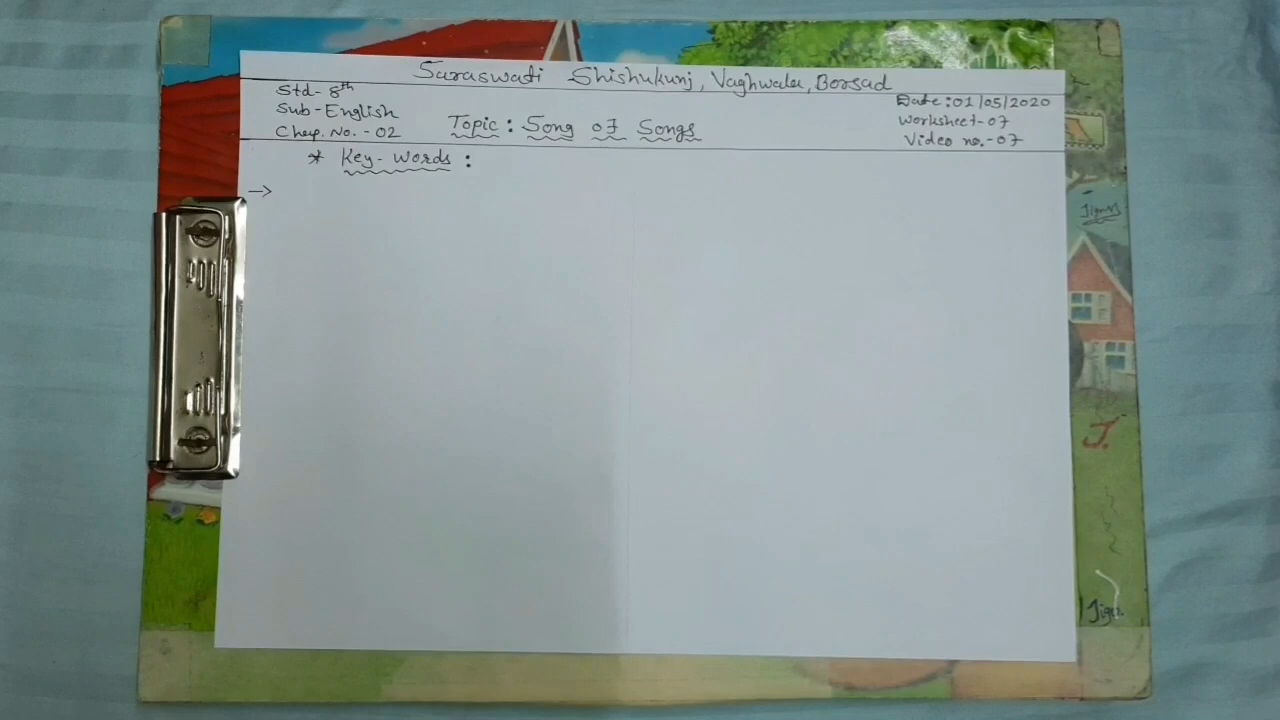 Saraswati Shishukunj, Vaghwala, Borsad
Std- 8th
Sub-English
Chap. No. - 02
Topic : Song of Songs
Date : 01/05/2020
Worksheet-07
Video no.-07
* Key-Words :
→
J.